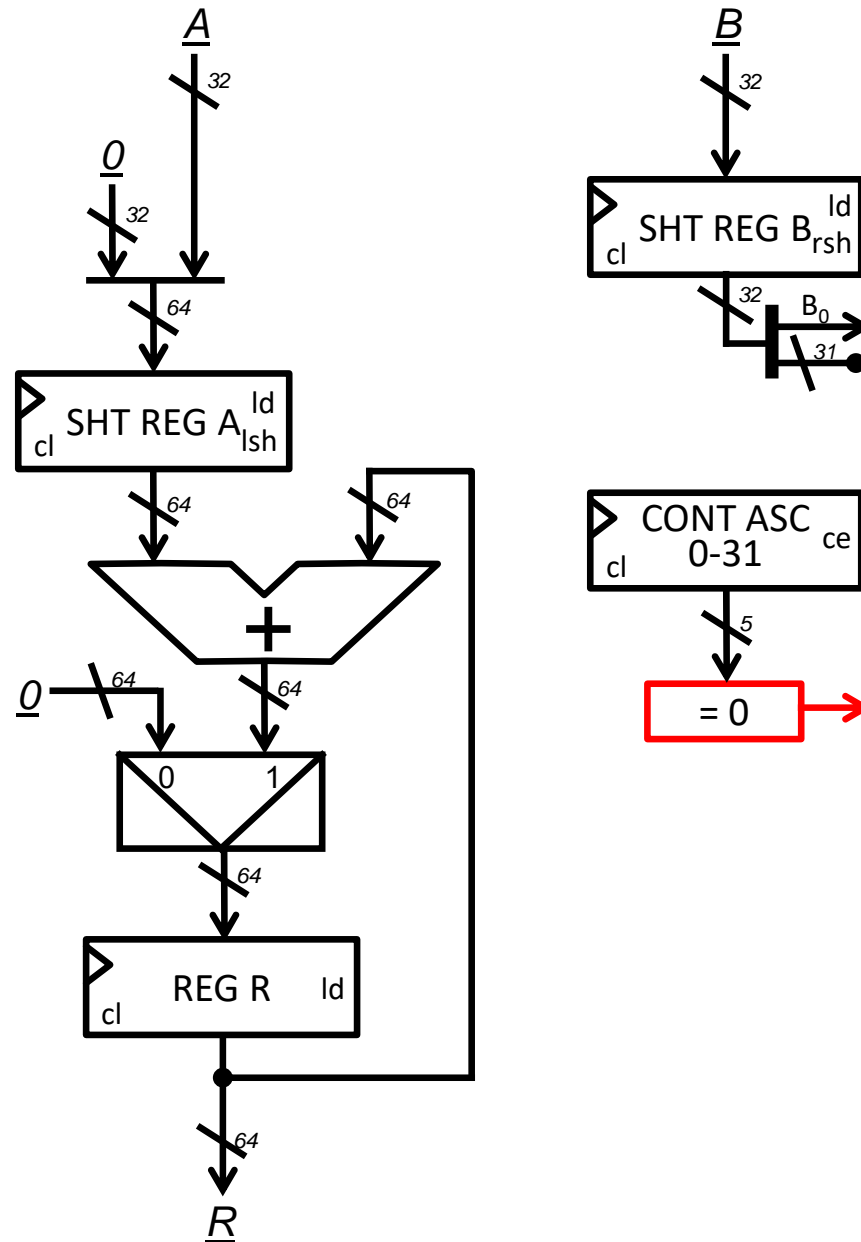 A
32
0
32
64
SHT REG A
ld
lsh
cl
64
64
+
0
64
64
0 1
64
REG R ld
cl
64
R
B
32
SHT REG B
ld
rsh
cl
32
B0
31
CONT ASC
0-31
ce
cl
5
= 0